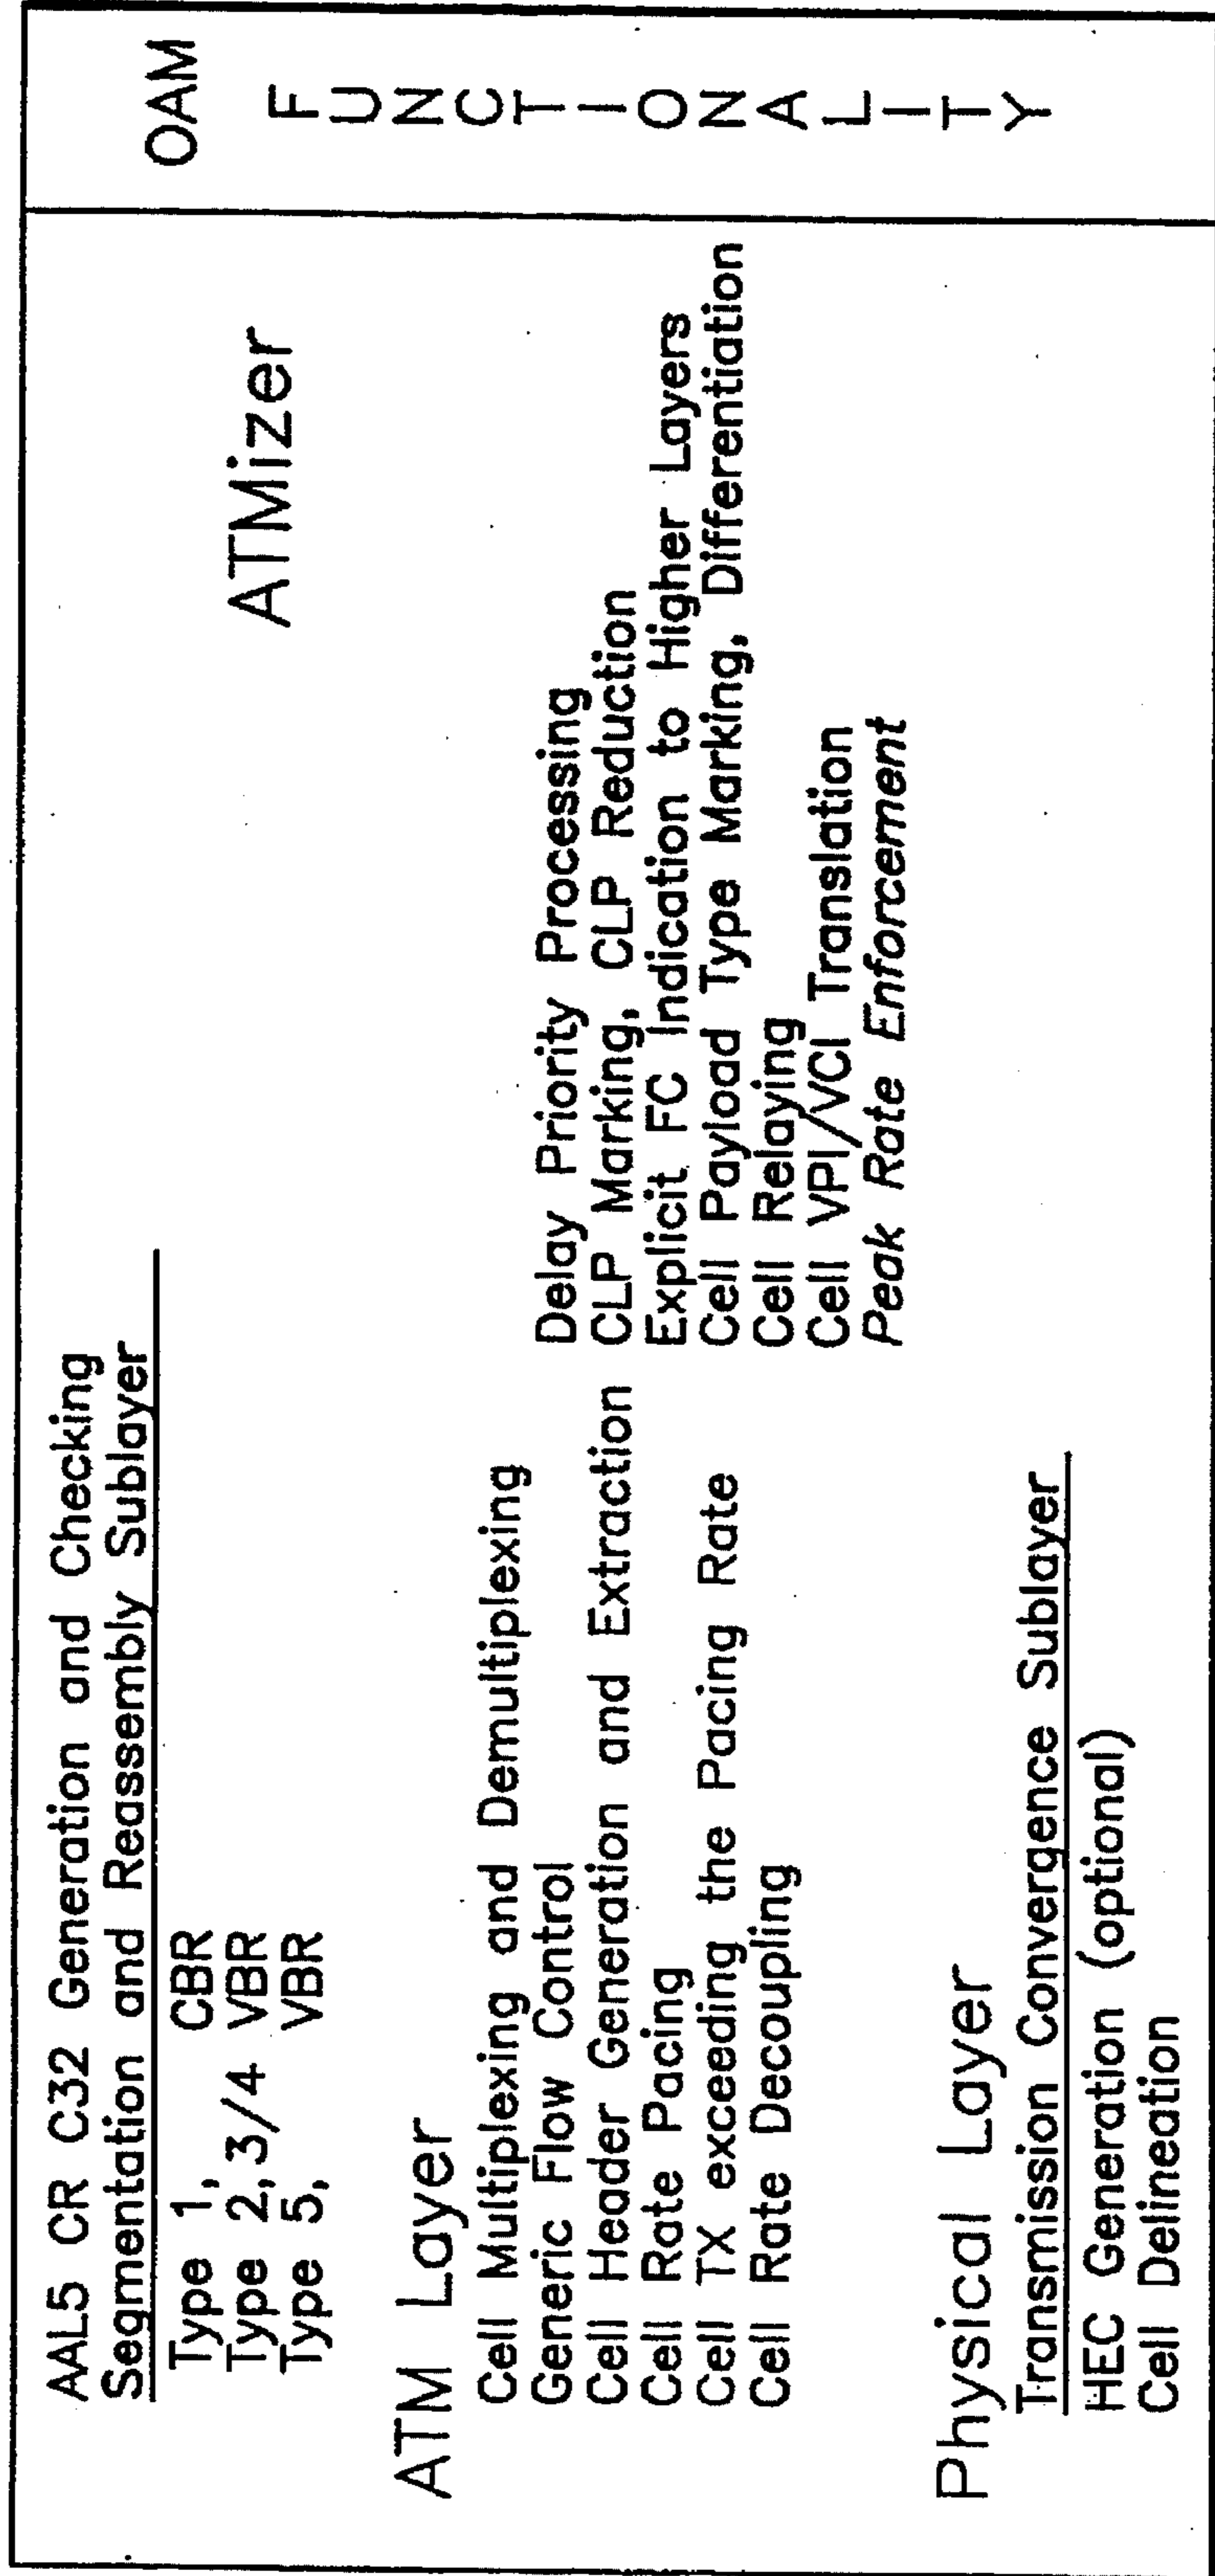 AAL5 CR C32 Generation and Checking
Segmentation and Reassembly Sublayer
Type 1, CBR
Type 2, 3/4 VBR
Type 5, VBR
ATMizer
ATM Layer
Cell Multiplexing and Demultiplexing
Generic Flow Control
Cell Header Generation and Extraction
Cell Rate Pacing
Cell TX exceeding the Pacing Rate
Cell Rate Decoupling
Delay Priority Processing
CLP Marking, CLP Reduction
Explicit FC Indication to Higher Layers
Cell Payload Type Marking, Differentiation
Cell Relaying
Cell VPI/VCI Translation
Peak Rate Enforcement
Physical Layer
Transmission Convergence Sublayer
HEC Generation (optional)
Cell Delineation
OAM
FUNCTIONALITY